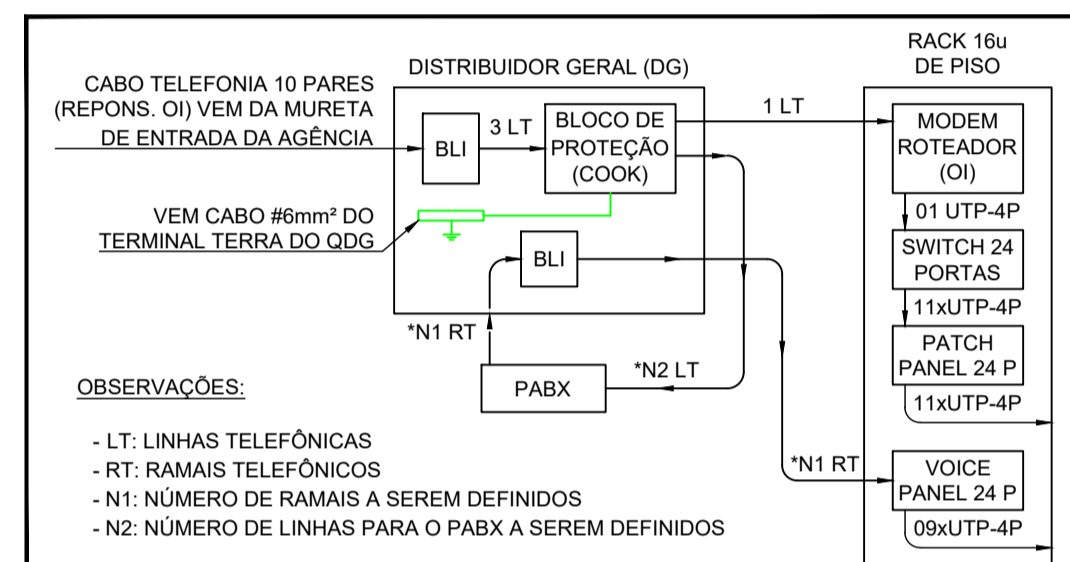 RACK 16u
DE PISO
DISTRIBUIDOR GERAL (DG)
CABO TELEFONIA 10 PARES
(REPONS. OI) VEM DA MURETA
DE ENTRADA DA AGÊNCIA
BLI
3 LT
BLOCO DE
PROTEÇÃO
(COOK)
1 LT
MODEM
ROTEADOR
(OI)
01 UTP-4P
VEM CABO #6mm² DO
TERMINAL TERRA DO QDG
BLI
SWITCH 24
PORTAS
11xUTP-4P
*N1 RT
PATCH
PANEL 24 P
*N2 LT
PABX
11xUTP-4P
OBSERVAÇÕES:
- LT: LINHAS TELEFÔNICAS
- RT: RAMAIS TELEFÔNICOS
- N1: NÚMERO DE RAMAIS A SEREM DEFINIDOS
- N2: NÚMERO DE LINHAS PARA O PABX A SEREM DEFINIDOS
*N1 RT
VOICE
PANEL 24 P
09xUTP-4P